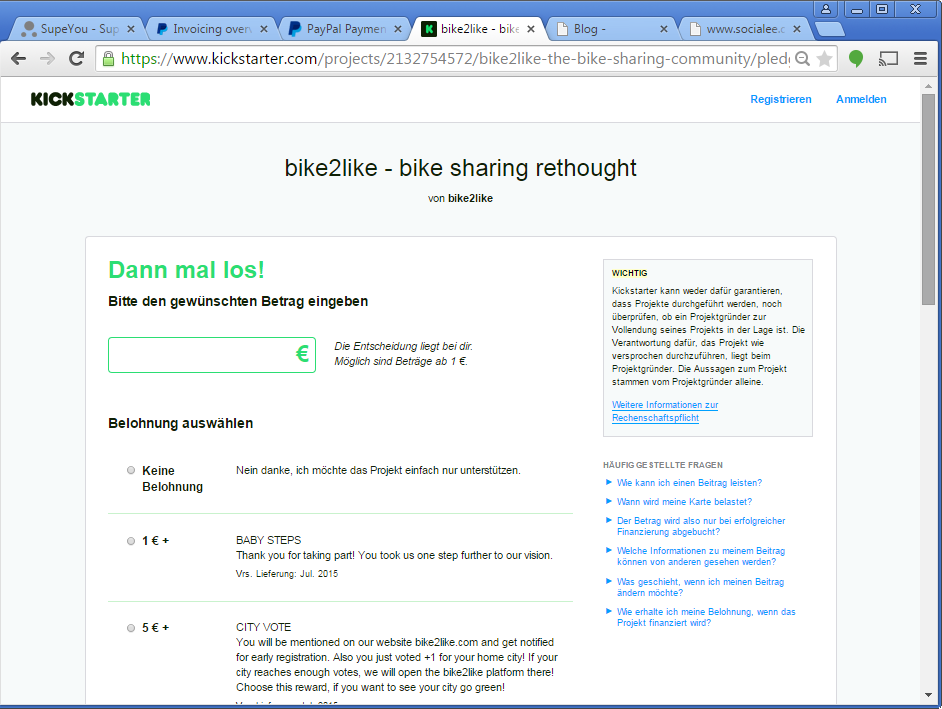 SupeYou - Sup
Invoicing over
PayPal Paymen
bike2like - bike
Blog -
www.socialee.c
https://www.kickstarter.com/projects/2132754572/bike2like-the-bike-sharing-community/pledg
KICKSTARTER
Registrieren
Anmelden
bike2like - bike sharing rethought
von bike2like
Dann mal los!
Bitte den gewünschten Betrag eingeben
€
Die Entscheidung liegt bei dir.
Möglich sind Beträge ab 1 €.
Belohnung auswählen
Keine
Belohnung
Nein danke, ich möchte das Projekt einfach nur unterstützen.
1 € +
BABY STEPS
Thank you for taking part! You took us one step further to our vision.
Vrs. Lieferung: Jul. 2015
5 € +
CITY VOTE
You will be mentioned on our website bike2like.com and get notified
for early registration. Also you just voted +1 for your home city! If your
city reaches enough votes, we will open the bike2like platform there!
Choose this reward, if you want to see your city go green!
WICHTIG
Kickstarter kann weder dafür garantieren,
dass Projekte durchgeführt werden, noch
überprüfen, ob ein Projektgründer zur
Vollendung seines Projekts in der Lage ist. Die
Verantwortung dafür, das Projekt wie
versprochen durchzuführen, liegt beim
Projektgründer. Die Aussagen zum Projekt
stammen vom Projektgründer alleine.
Weitere Informationen zur
Rechenschaftspflicht
HÄUFIG GESTELLTE FRAGEN
Wie kann ich einen Beitrag leisten?
Wann wird meine Karte belastet?
Der Betrag wird also nur bei erfolgreicher
Finanzierung abgebucht?
Welche Informationen zu meinem Beitrag
können von anderen gesehen werden?
Was geschieht, wenn ich meinen Beitrag
ändern möchte?
Wie erhalte ich meine Belohnung, wenn das
Projekt finanziert wird?